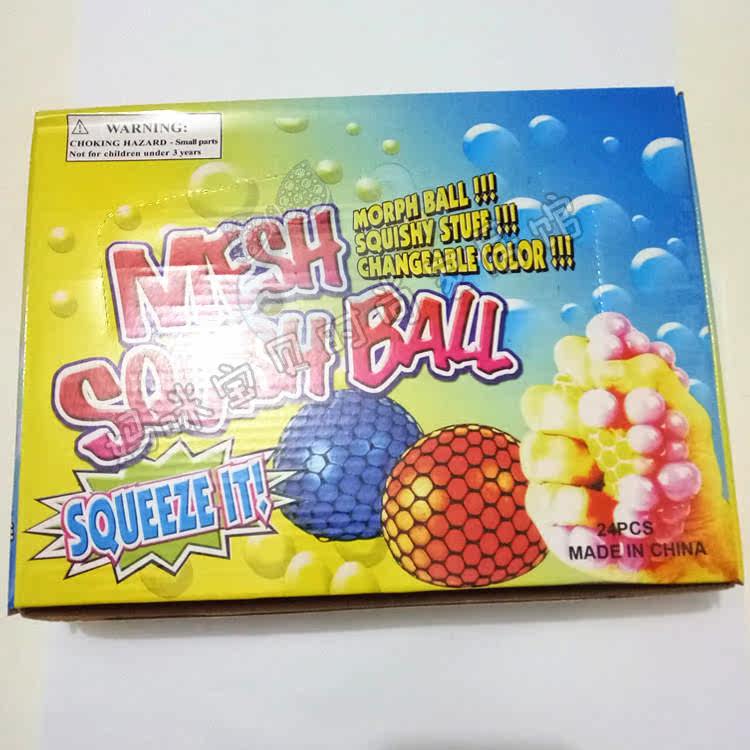 WARNING:
CHOKING HAZARD - Small parts
Not for children under 3 years
MESH
SQUISH BALL
MORPH BALL !!!
SQUISHY STUFF !!!
CHANGEABLE COLOR !!!
SQUEEZE IT!
24PCS
MADE IN CHINA